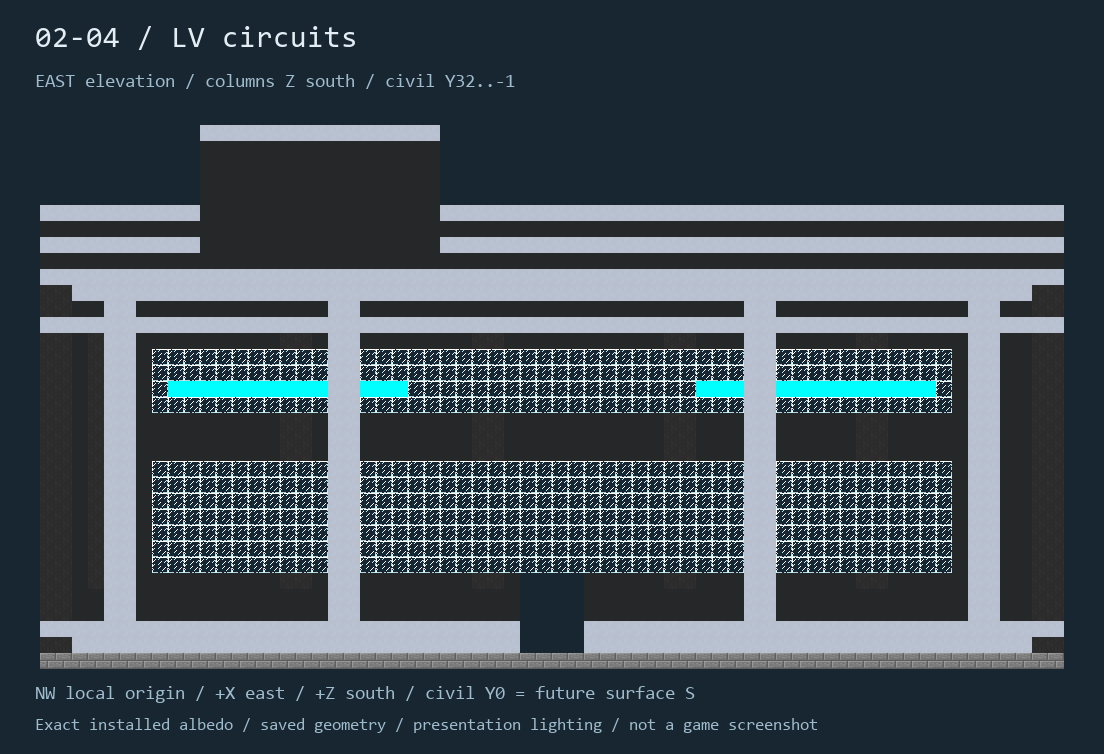 02-04 / LV circuits
EAST elevation / columns Z south / civil Y32..-1
NW local origin / +X east / +Z south / civil Y0 = future surface S
Exact installed albedo / saved geometry / presentation lighting / not a game screenshot